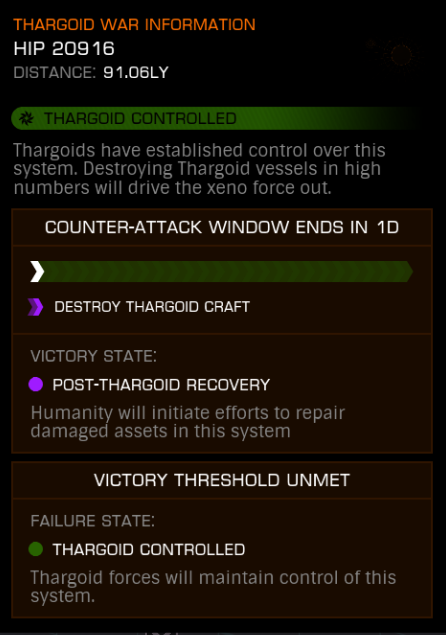 THARGOID WAR INFORMATION
HIP 20916
DISTANCE: 91.06LY
THARGOID CONTROLLED
Thargoids have established control over this
system. Destroying Thargoid vessels in high
numbers will drive the xeno force out.
COUNTER-ATTACK WINDOW ENDS IN 1D
DESTROY THARGOID CRAFT
VICTORY STATE:
POST-THARGOID RECOVERY
Humanity will initiate efforts to repair
damaged assets in this system
VICTORY THRESHOLD UNMET
FAILURE STATE:
THARGOID CONTROLLED
Thargoid forces will maintain control of this
system.